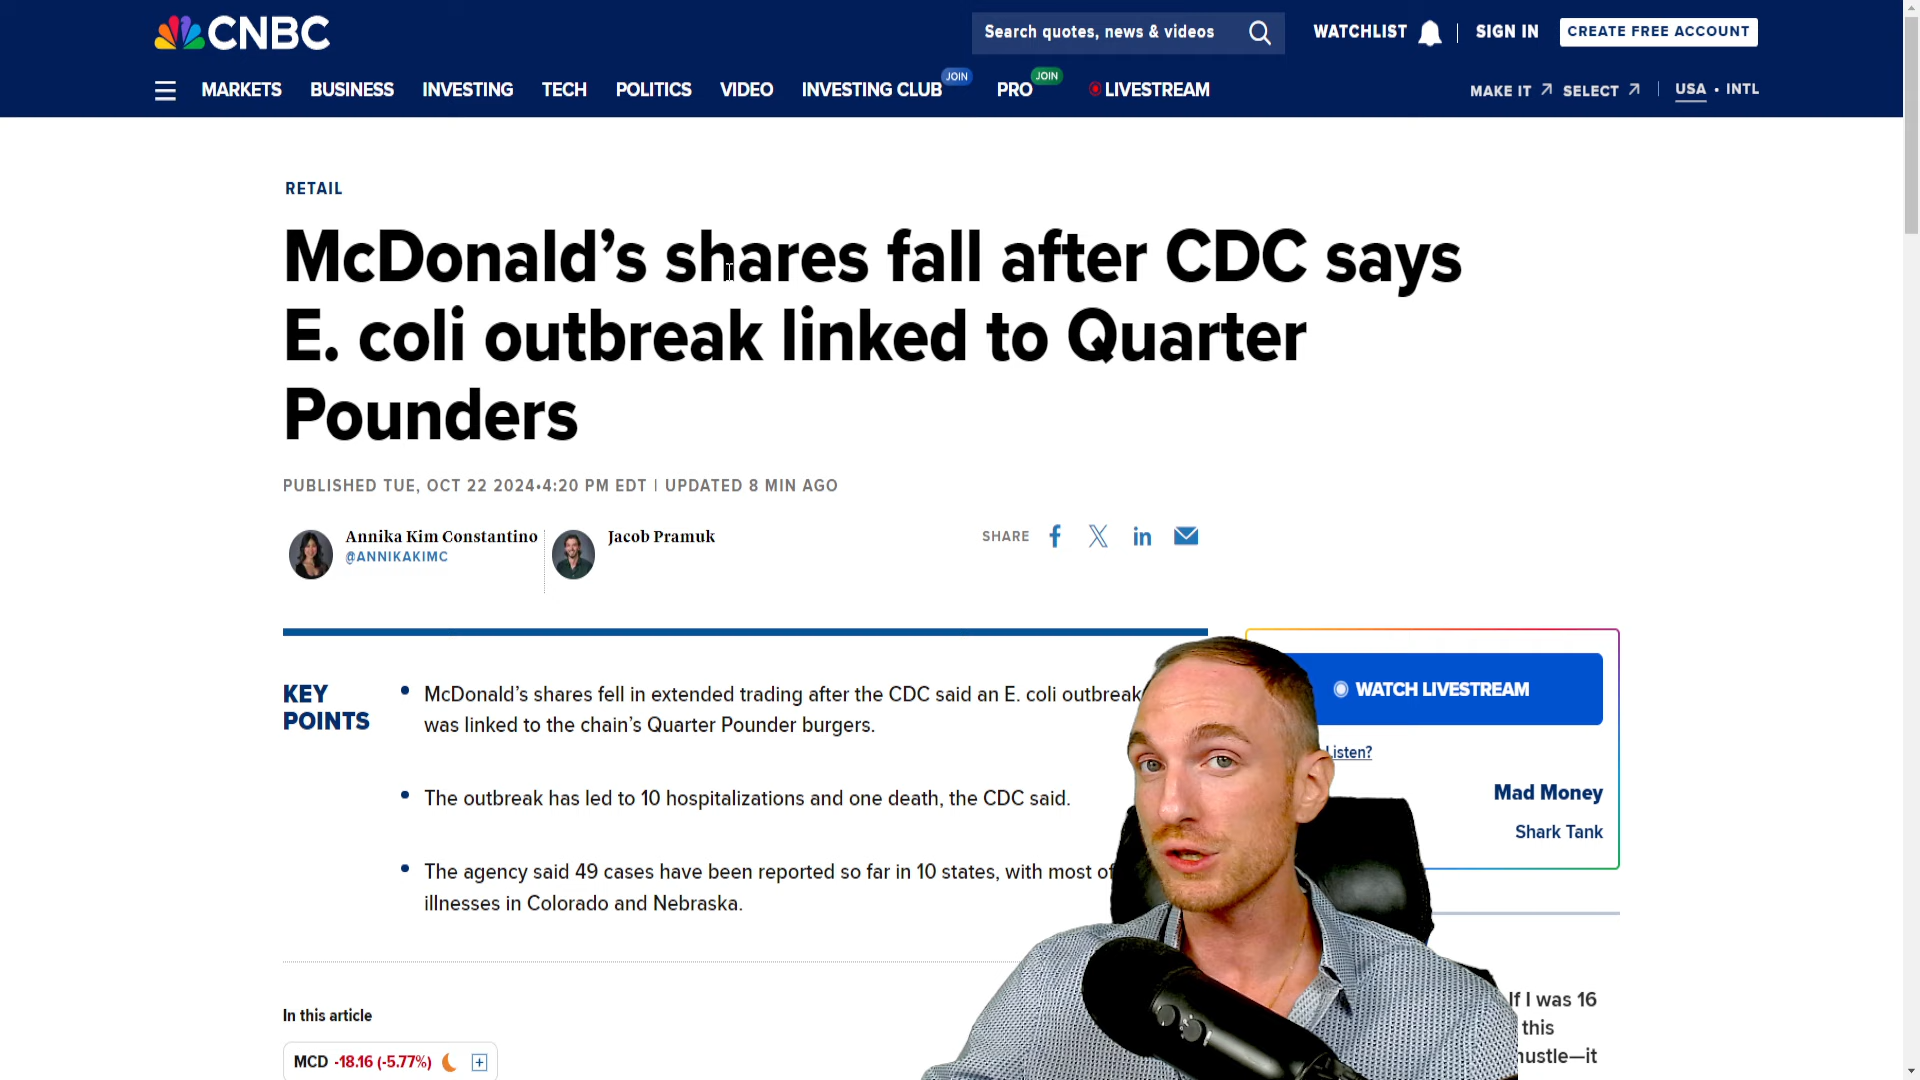 CNBC
Search quotes, news & videos
WATCHLIST
SIGN IN
CREATE FREE ACCOUNT
MARKETS
BUSINESS
INVESTING
TECH
POLITICS
VIDEO
INVESTING CLUB
JOIN
PRO
JOIN
LIVESTREAM
MAKE IT
SELECT
USA • INTL
RETAIL
McDonald’s shares fall after CDC says
E. coli outbreak linked to Quarter
Pounders
PUBLISHED TUE, OCT 22 2024•4:20 PM EDT | UPDATED 8 MIN AGO
Annika Kim Constantino
@ANNIKAKIMC
Jacob Pramuk
SHARE
KEY
POINTS
• McDonald’s shares fell in extended trading after the CDC said an E. coli outbreak
was linked to the chain’s Quarter Pounder burgers.
• The outbreak has led to 10 hospitalizations and one death, the CDC said.
• The agency said 49 cases have been reported so far in 10 states, with most of
illnesses in Colorado and Nebraska.
WATCH LIVESTREAM
Listen?
Mad Money
Shark Tank
In this article
MCD -18.16 (-5.77%)
If I was 16
this